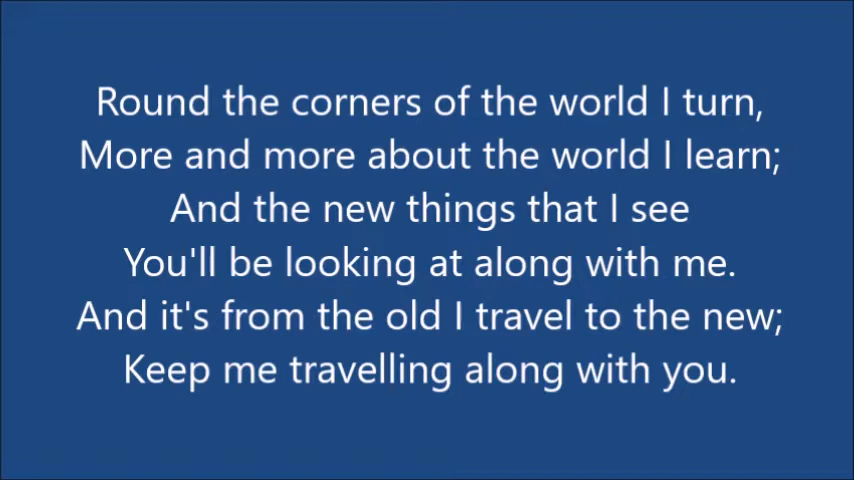 Round the corners of the world I turn,
More and more about the world I learn;
And the new things that I see
You'll be looking at along with me.
And it's from the old I travel to the new;
Keep me travelling along with you.